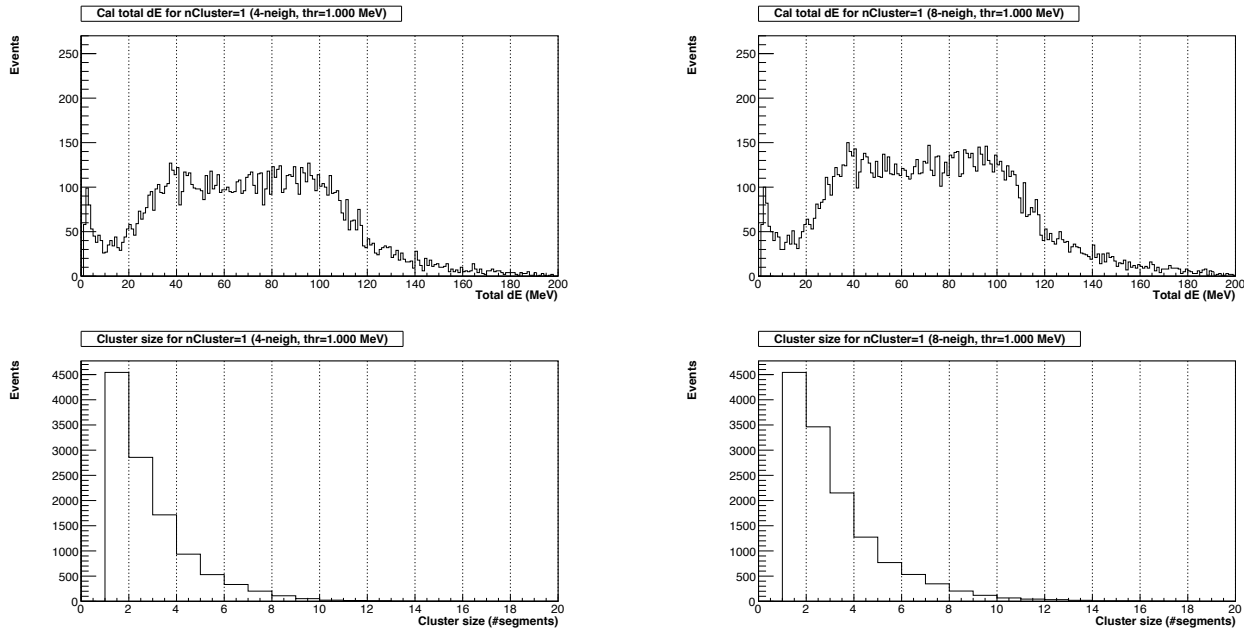 Cal total dE for nCluster=1 (4-neigh, thr=1.000 MeV)
Events
250
200
150
100
50
0
0 20 40 60 80 100 120 140 160 180 200
Total dE (MeV)
Cal total dE for nCluster=1 (8-neigh, thr=1.000 MeV)
Events
250
200
150
100
50
0
0 20 40 60 80 100 120 140 160 180 200
Total dE (MeV)
Cluster size for nCluster=1 (4-neigh, thr=1.000 MeV)
Events
4500
4000
3500
3000
2500
2000
1500
1000
500
0
0 2 4 6 8 10 12 14 16 18 20
Cluster size (#segments)
Cluster size for nCluster=1 (8-neigh, thr=1.000 MeV)
Events
4500
4000
3500
3000
2500
2000
1500
1000
500
0
0 2 4 6 8 10 12 14 16 18 20
Cluster size (#segments)